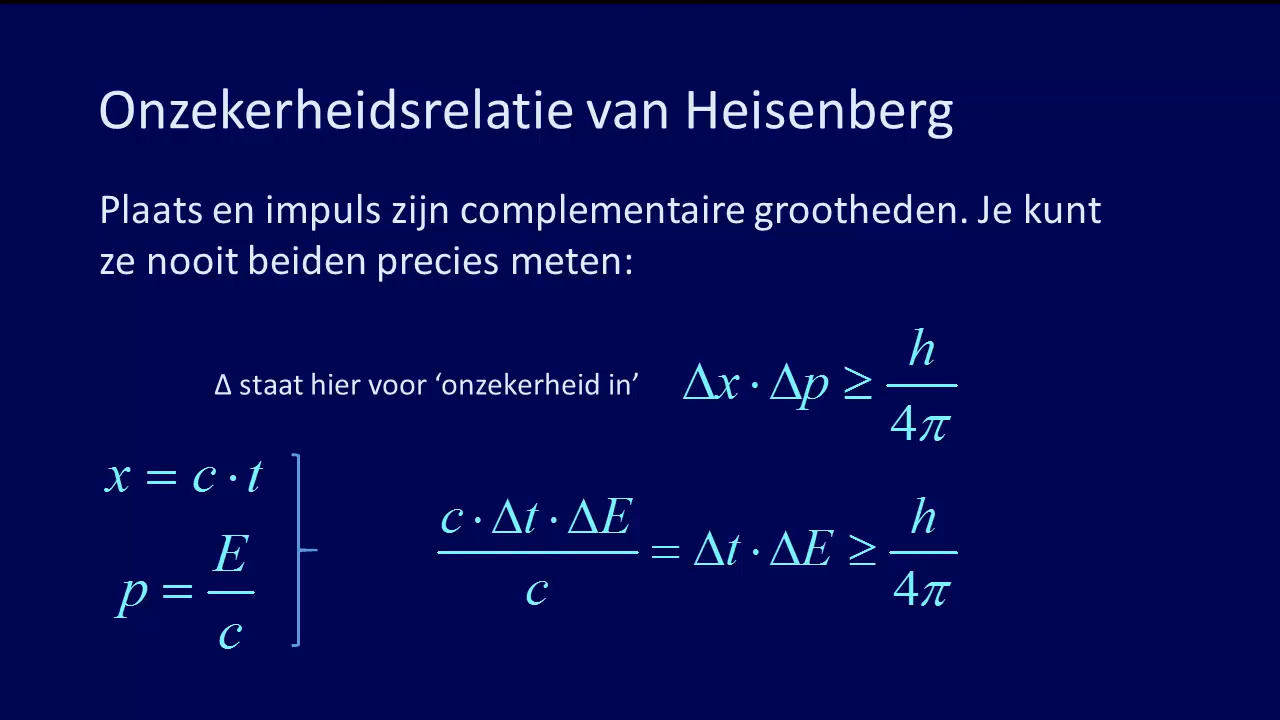 Onzekerheidsrelatie van Heisenberg
Plaats en impuls zijn complementaire grootheden. Je kunt
ze nooit beiden precies meten:
Δ staat hier voor ‘onzekerheid in’ Δx · Δp ≥ h/4π
x = c · t
p = E/c
c · Δt · ΔE/c = Δt · ΔE ≥ h/4π